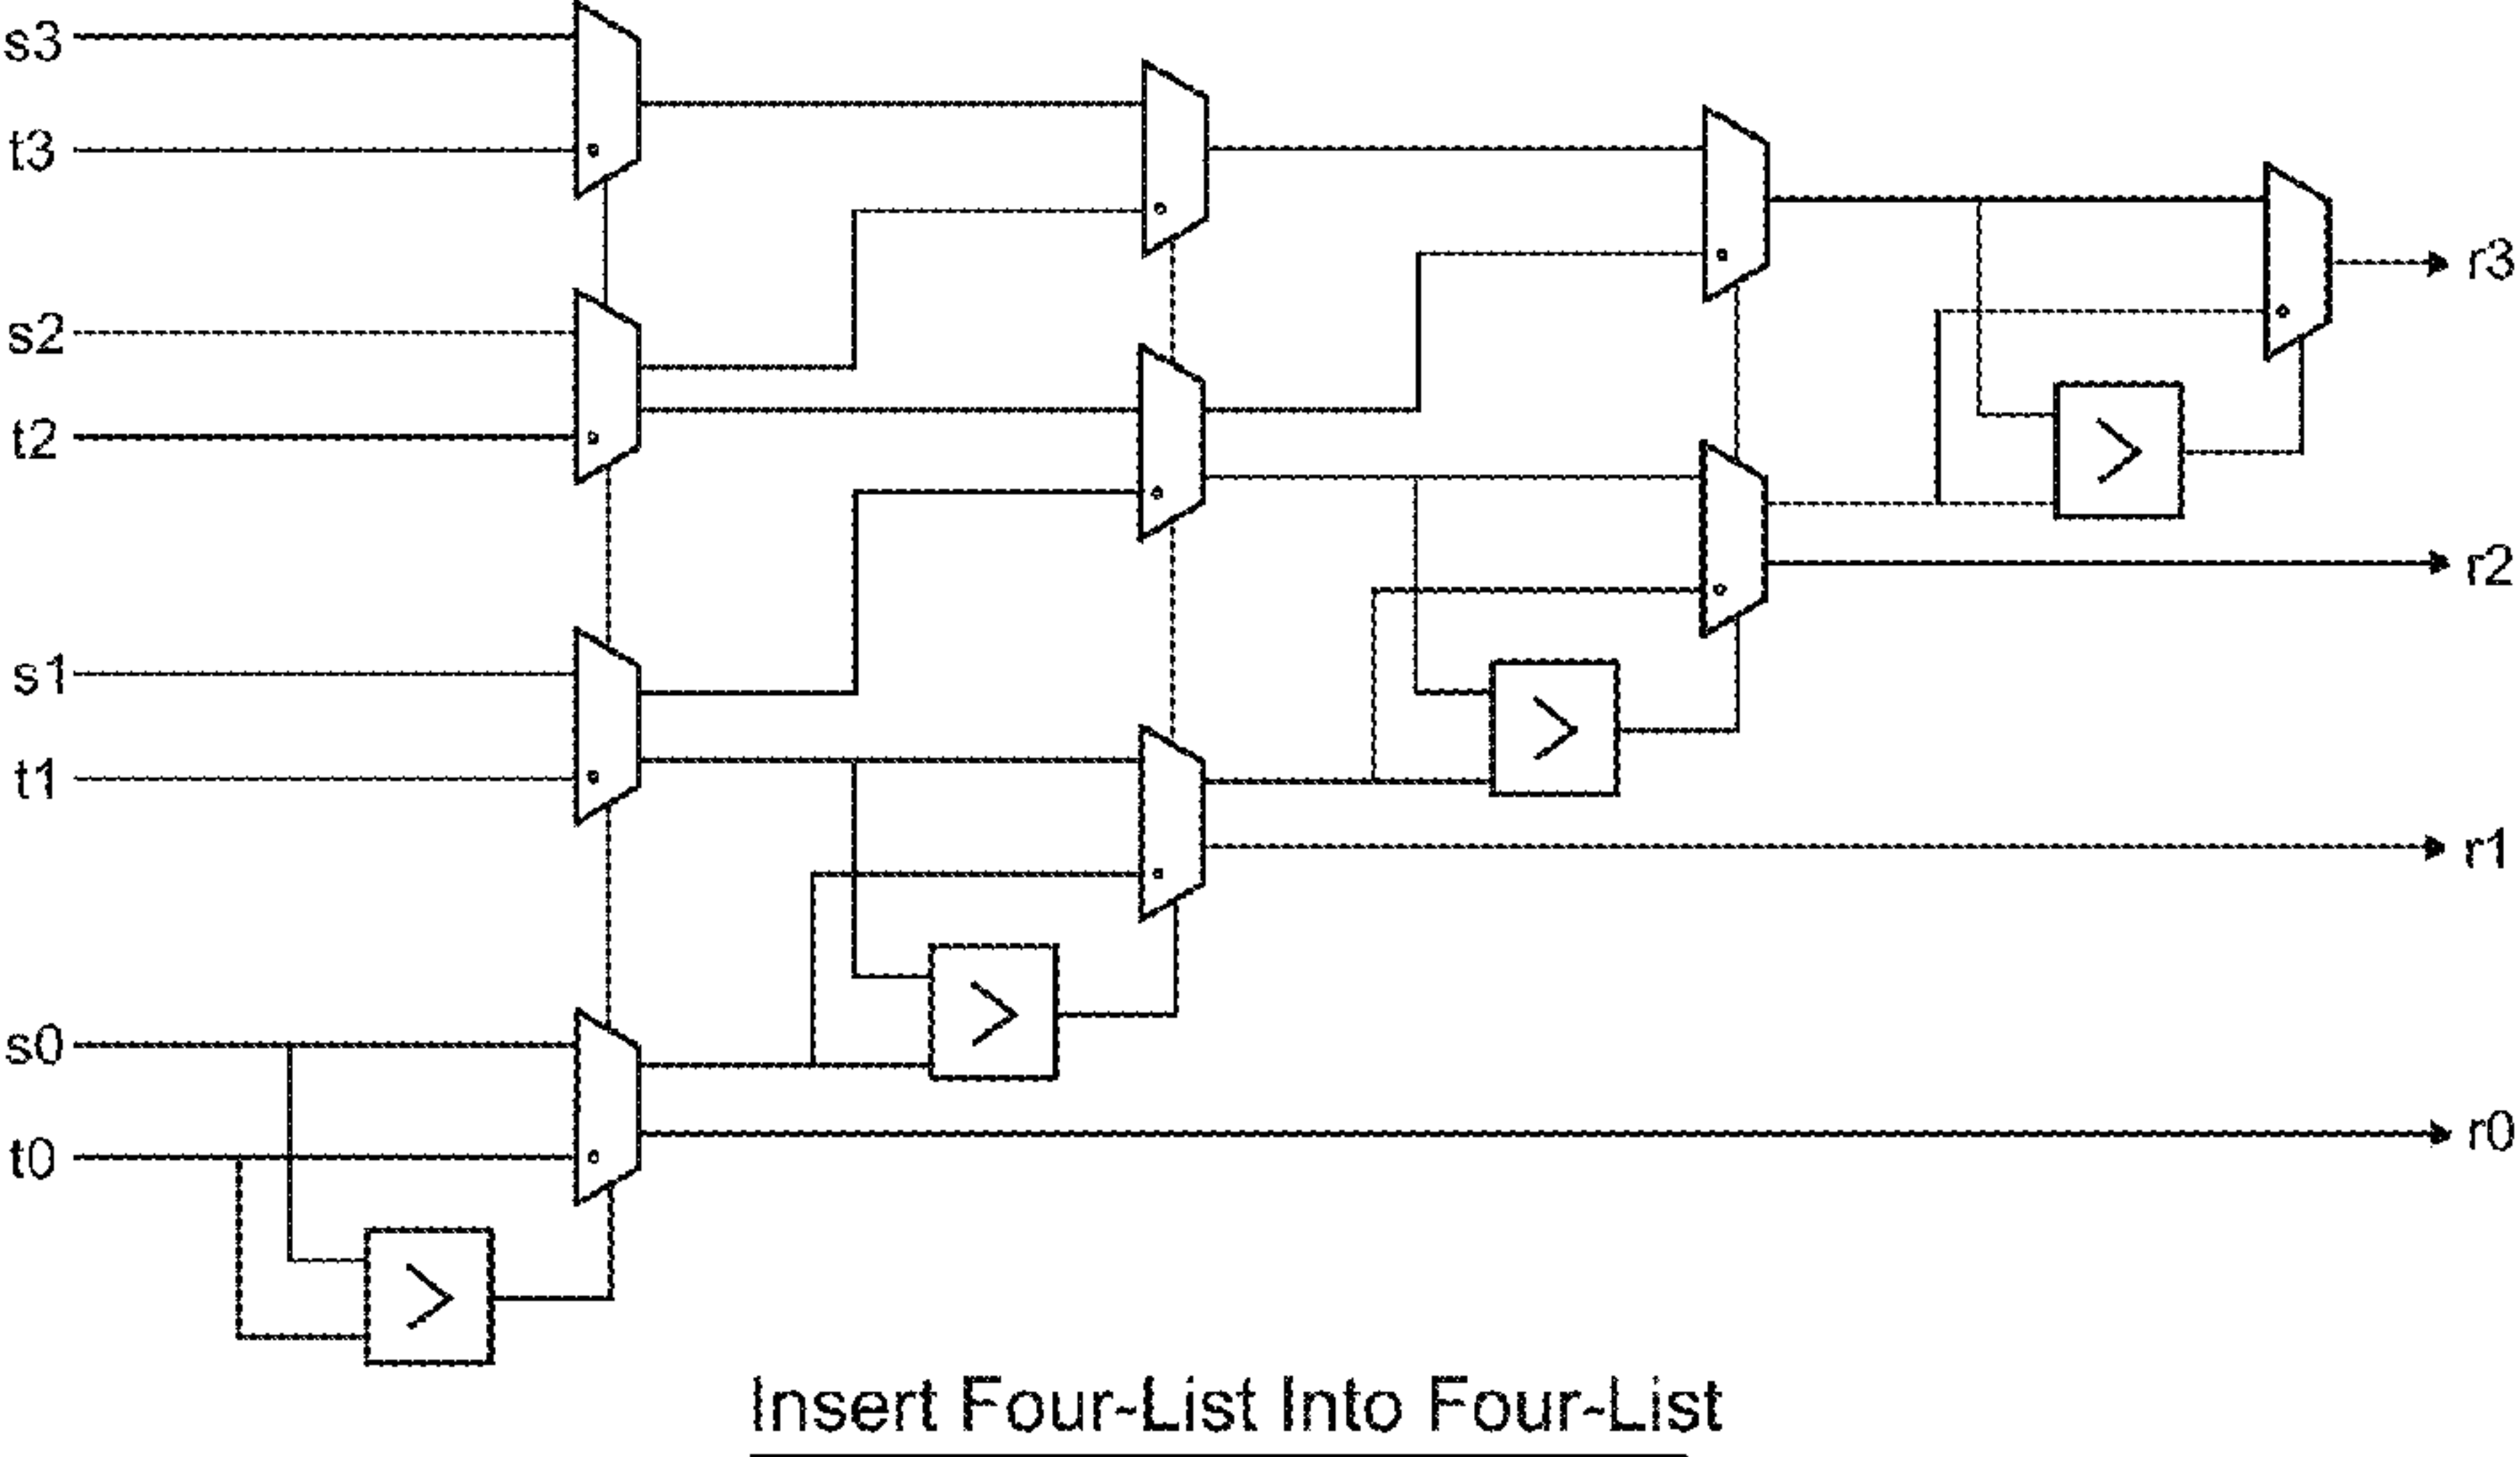 s3
t3
s2
t2
s1
t1
s0
t0
>
>
>
>
r3
r2
r1
r0
Insert Four-List Into Four-List